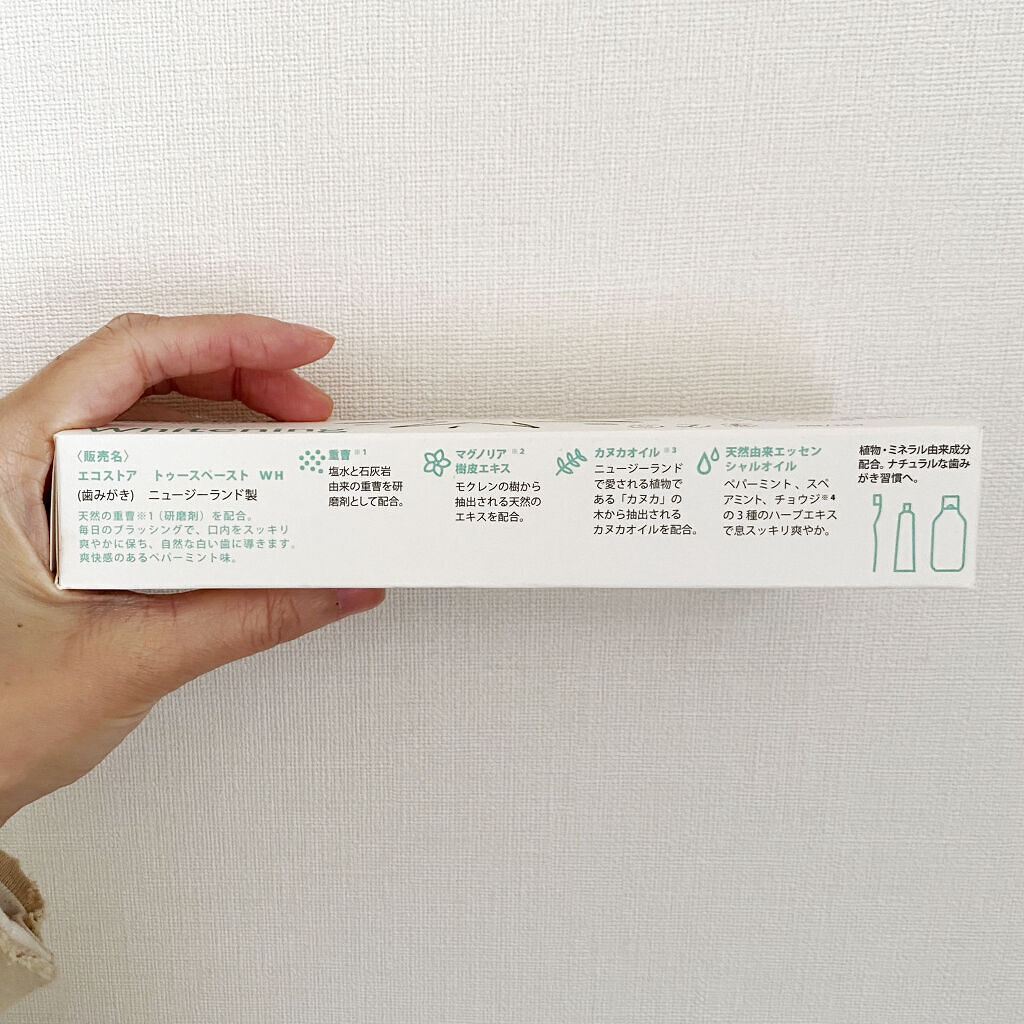 Whitening
〈販売名〉
エコストア トゥースペースト WH
(歯みがき) ニュージーランド製
天然の重曹※1（研磨剤）を配合。
毎日のブラッシングで、口内をスッキリ
爽やかに保ち、自然な白い歯に導きます。
爽快感のあるペパーミント味。
重曹※1
塩水と石灰岩
由来の重曹を研
磨剤として配合。
マグノリア※2
樹皮エキス
モクレンの樹から
抽出される天然の
エキスを配合。
カヌカオイル※3
ニュージーランド
で愛される植物で
ある「カヌカ」の
木から抽出される
カヌカオイルを配合。
天然由来エッセン
シャルオイル
ペパーミント、スペ
アミント、チョウジ※4
の3種のハーブエキス
で息スッキリ爽やか。
植物・ミネラル由来成分
配合。ナチュラルな歯み
がき習慣へ。